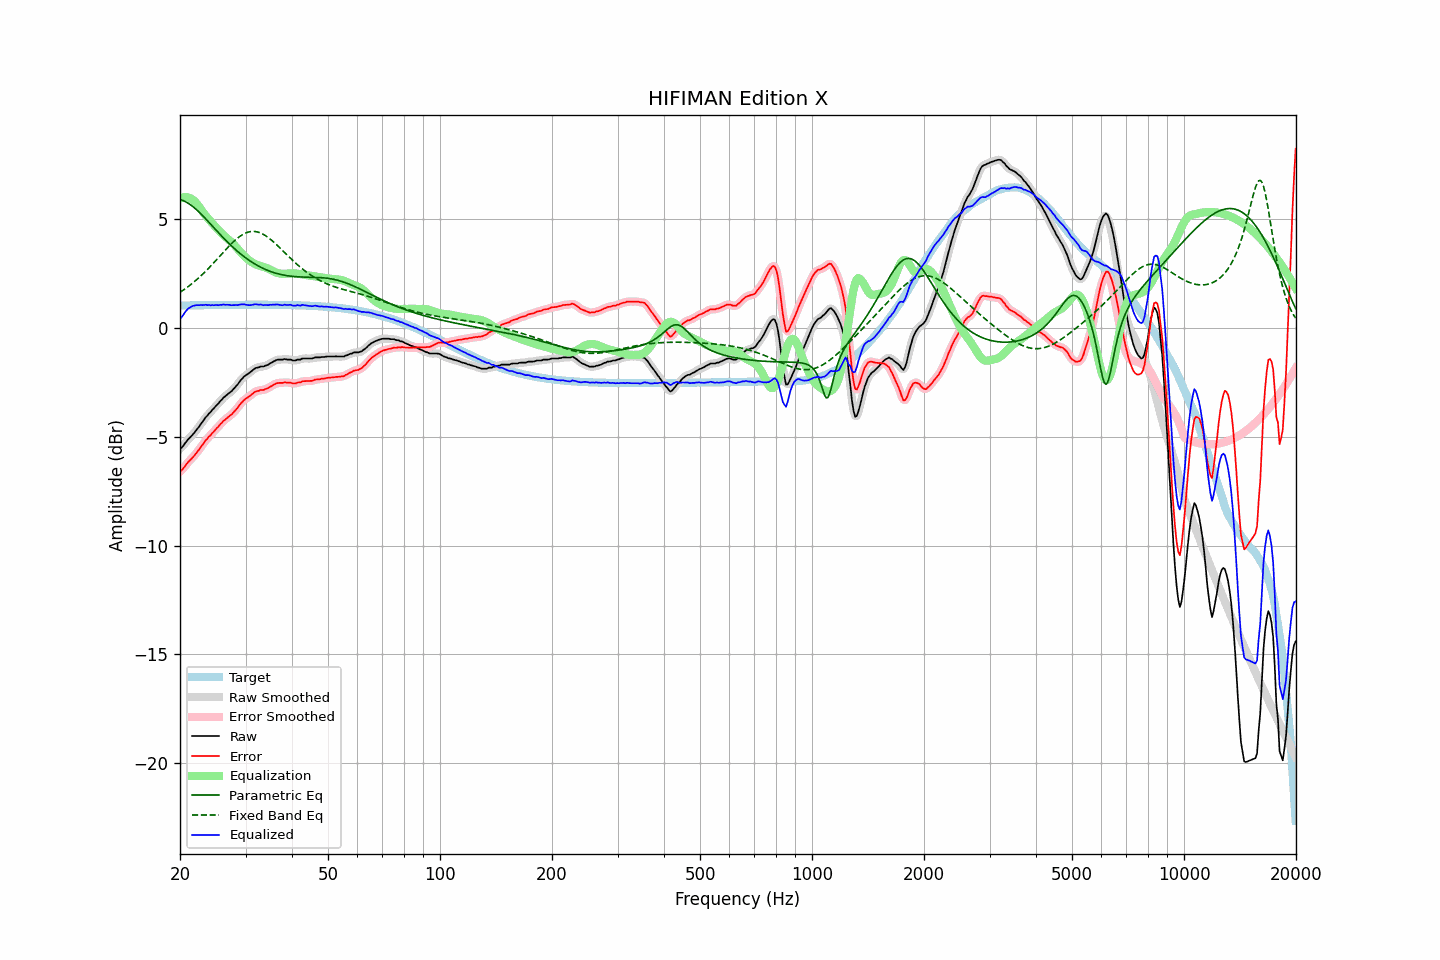 HIFIMAN Edition X
Amplitude (dBr)
5
0
−5
−10
−15
−20
Target
Raw Smoothed
Error Smoothed
Raw
Error
Equalization
Parametric Eq
Fixed Band Eq
Equalized
20 50 100 200 500 1000 2000 5000 10000 20000
Frequency (Hz)